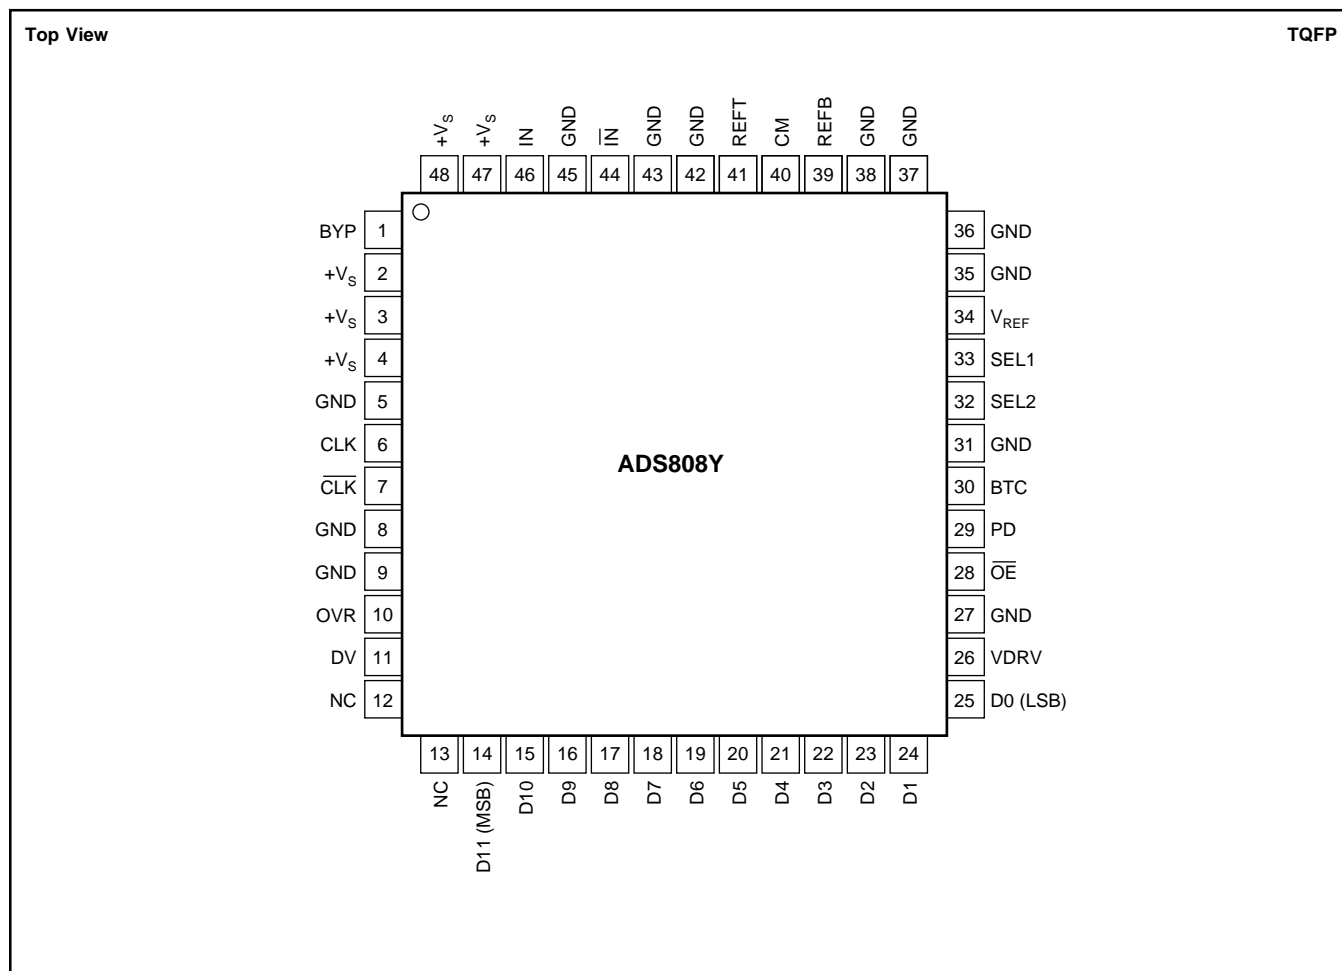 Top View
TQFP
+VS
+VS
IN
GND
I̅N̅
GND
GND
REFT
CM
REFB
GND
GND
48 47 46 45 44 43 42 41 40 39 38 37
BYP 1
+VS 2
+VS 3
+VS 4
GND 5
CLK 6
C̅L̅K̅ 7
GND 8
GND 9
OVR 10
DV 11
NC 12
ADS808Y
36 GND
35 GND
34 VREF
33 SEL1
32 SEL2
31 GND
30 BTC
29 PD
28 O̅E̅
27 GND
26 VDRV
25 D0 (LSB)
13 14 15 16 17 18 19 20 21 22 23 24
NC
D11 (MSB)
D10
D9
D8
D7
D6
D5
D4
D3
D2
D1